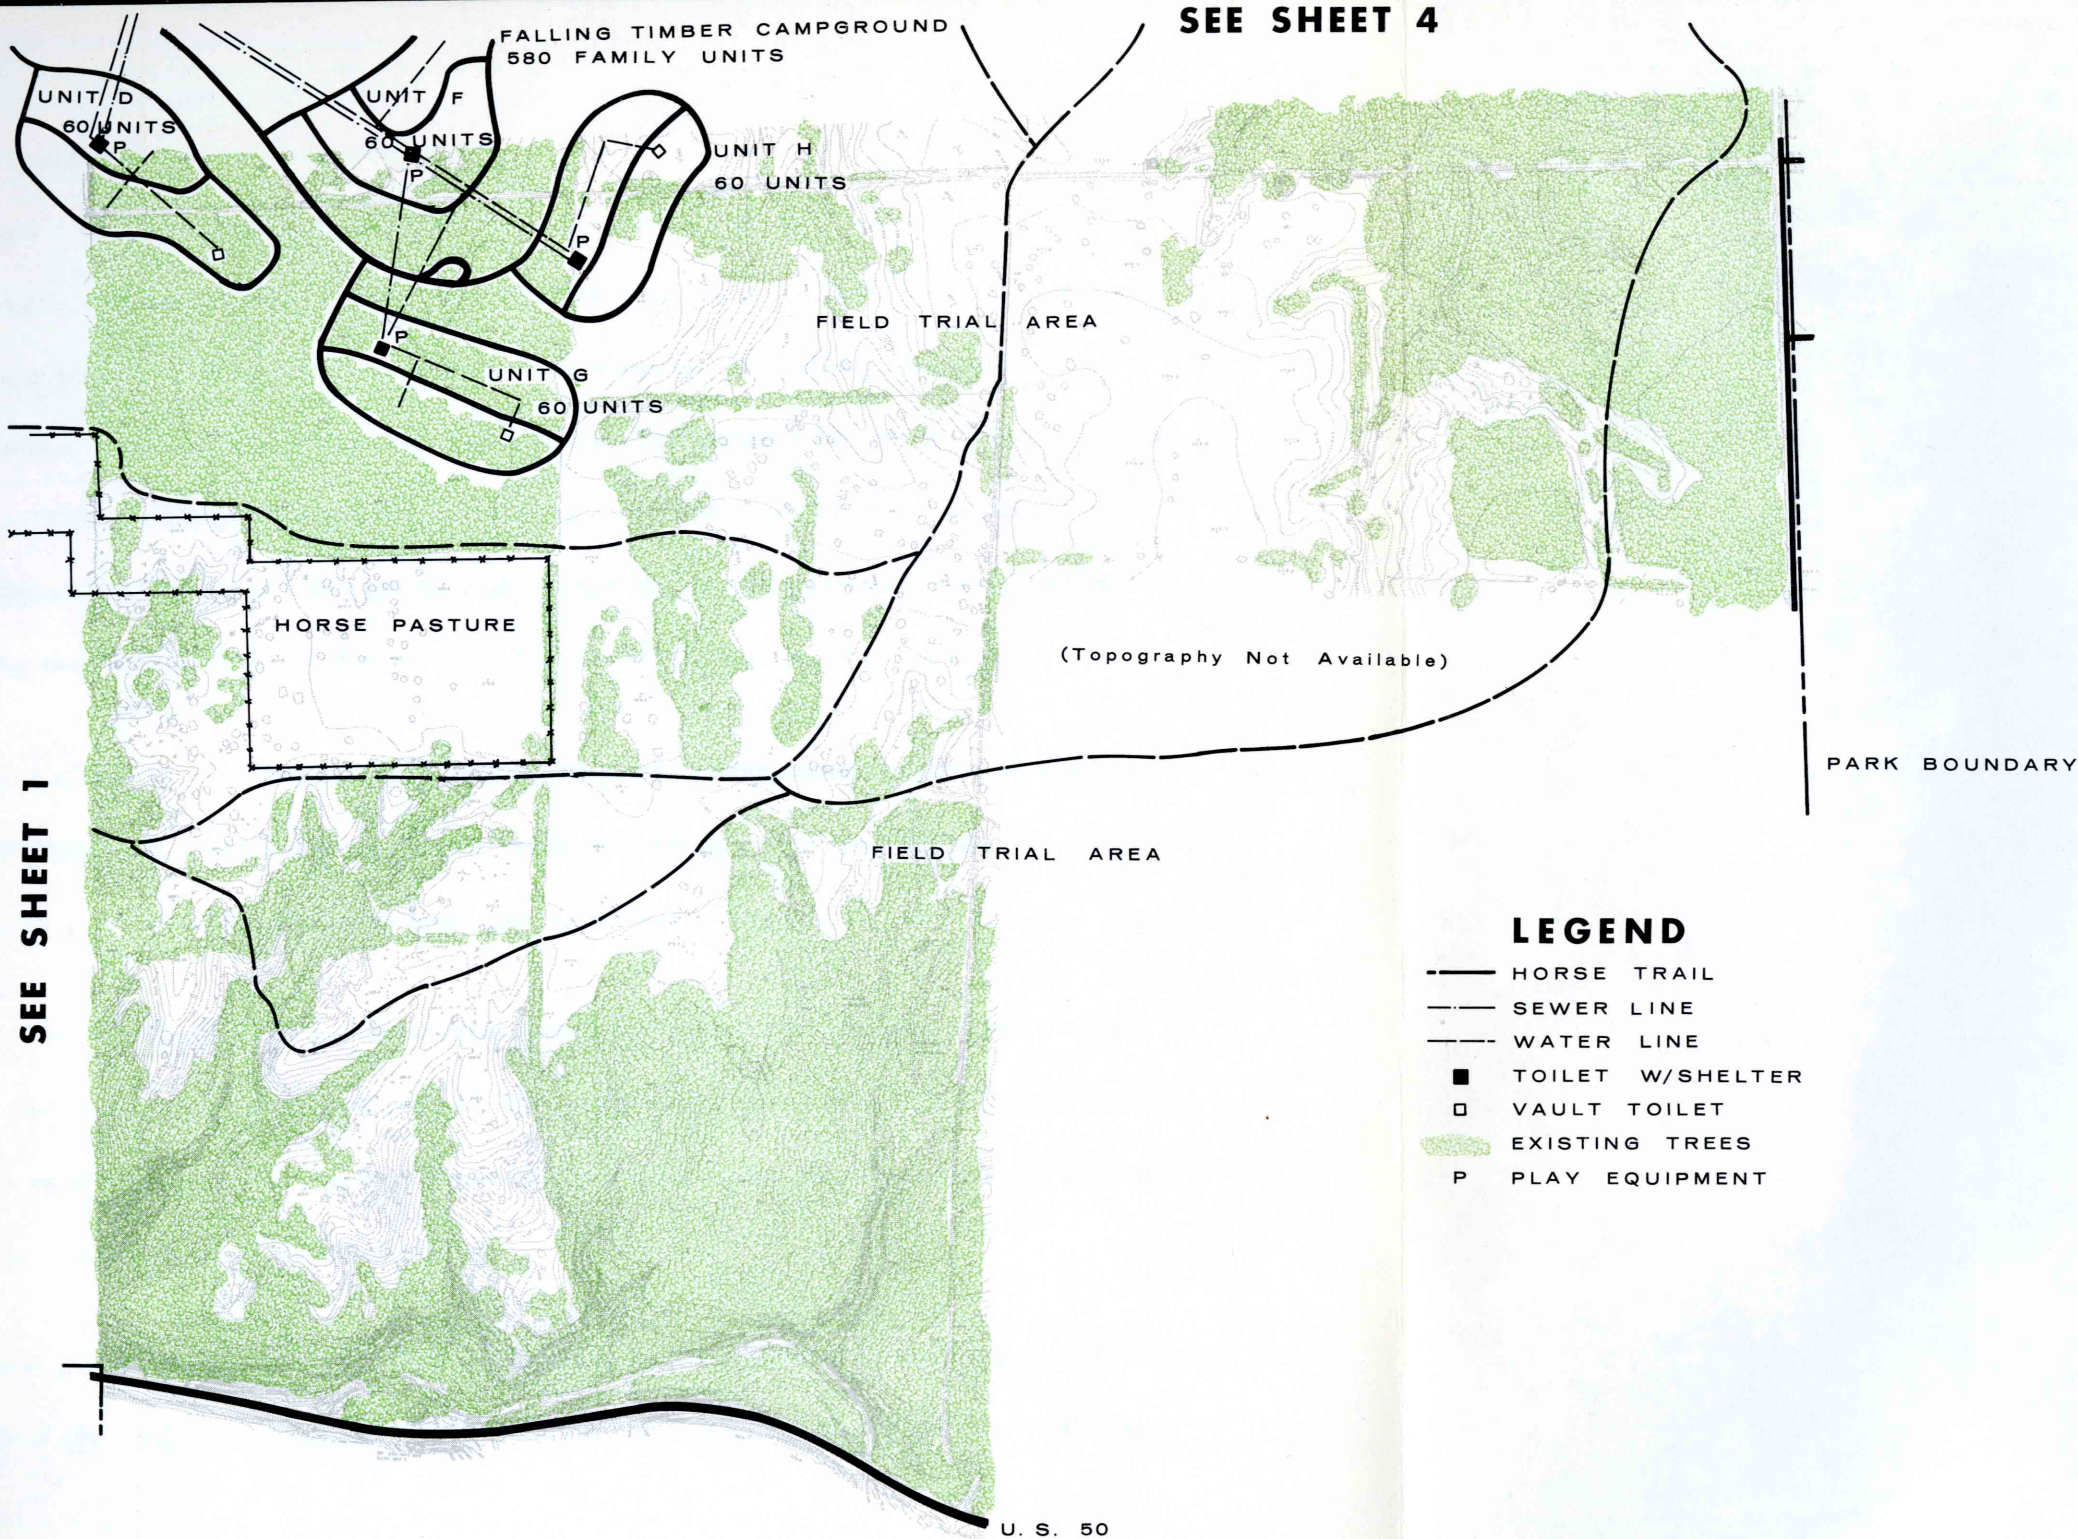 SEE SHEET 4
FALLING TIMBER CAMPGROUND
580 FAMILY UNITS
UNIT D
60 UNITS
P
UNIT F
60 UNITS
P
UNIT H
60 UNITS
P
FIELD TRIAL AREA
P
UNIT G
60 UNITS
HORSE PASTURE
(Topography Not Available)
PARK BOUNDARY
SEE SHEET 1
FIELD TRIAL AREA
LEGEND
HORSE TRAIL
SEWER LINE
WATER LINE
TOILET W/SHELTER
VAULT TOILET
EXISTING TREES
P PLAY EQUIPMENT
U. S. 50